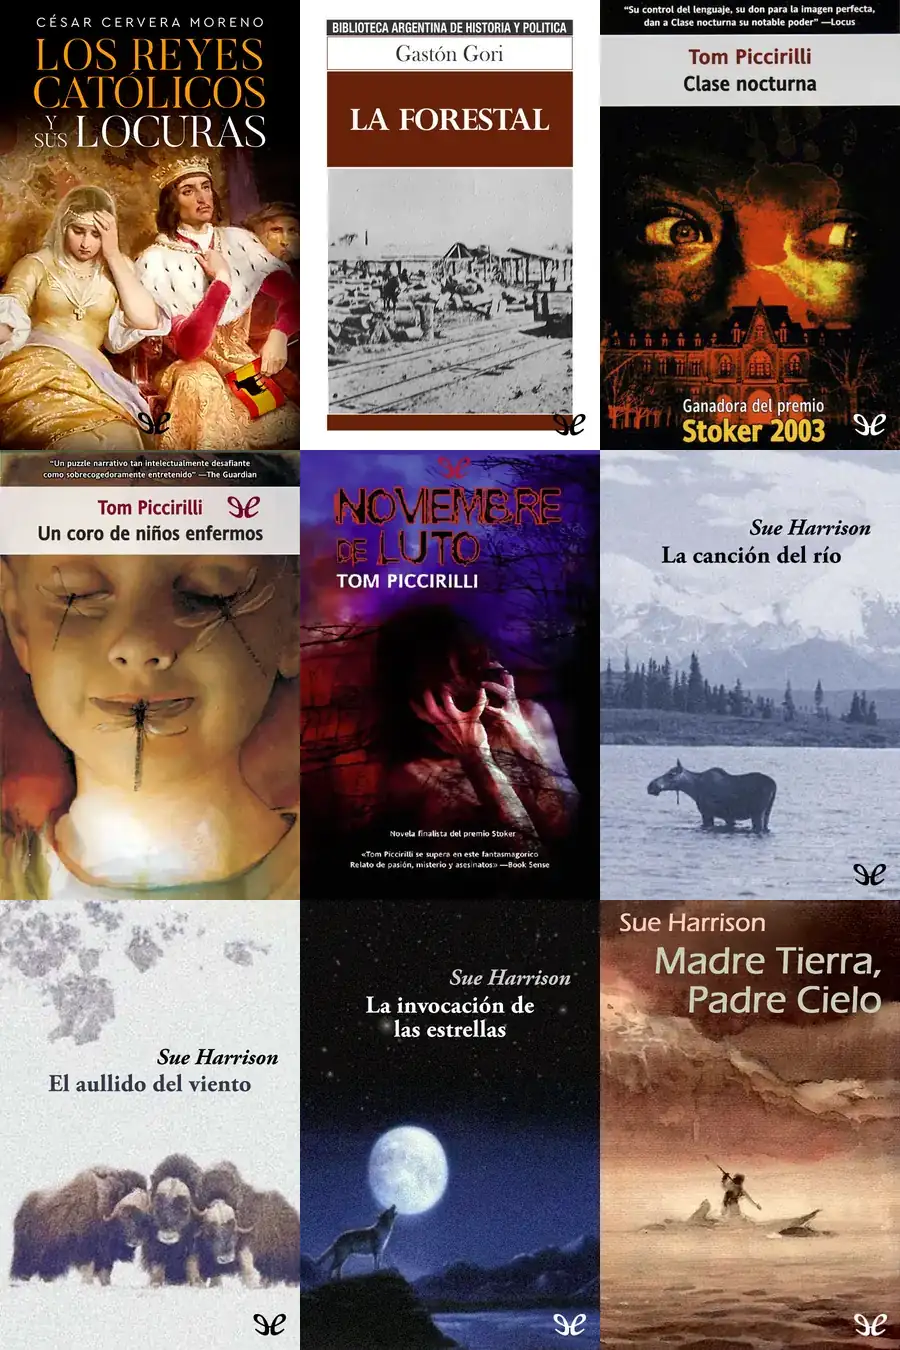 CÉSAR CERVERA MORENO
LOS REYES
CATÓLICOS
Y
SUS LOCURAS
BIBLIOTECA ARGENTINA DE HISTORIA Y POLITICA
Gastón Gori
LA FORESTAL
"Su control del lenguaje, su don para la imagen perfecta,
dan a Clase nocturna su notable poder" —Locus
Tom Piccirilli
Clase nocturna
Ganadora del premio
Stoker 2003
"Un puzzle narrativo tan intelectualmente desafiante
como sobrecogedoramente entretenido" —The Guardian
Tom Piccirilli
Un coro de niños enfermos
NOVIEMBRE
DE LUTO
TOM PICCIRILLI
Novela finalista del premio Stoker
«Tom Piccirilli se supera en este fantasmagorico
Relato de pasión, misterio y asesinatos» —Book Sense
Sue Harrison
La canción del río
Sue Harrison
El aullido del viento
Sue Harrison
La invocación de
las estrellas
Sue Harrison
Madre Tierra,
Padre Cielo